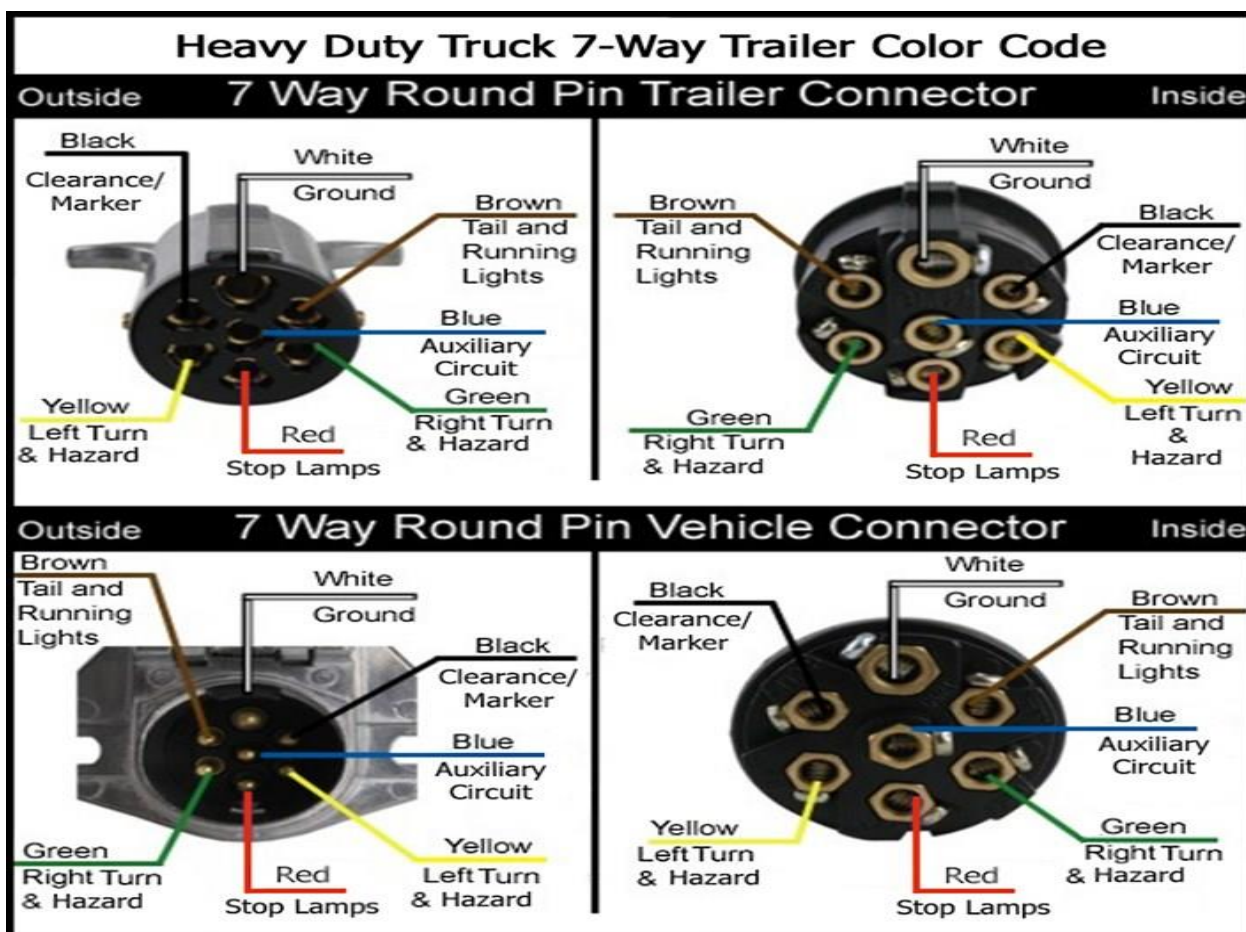 Heavy Duty Truck 7-Way Trailer Color Code
Outside 7 Way Round Pin Trailer Connector Inside
Black
Clearance/
Marker
White
Ground
Brown
Tail and
Running
Lights
Blue
Auxiliary
Circuit
Green
Right Turn
& Hazard
Red
Stop Lamps
Yellow
Left Turn
& Hazard
White
Ground
Brown
Tail and
Running
Lights
Black
Clearance/
Marker
Blue
Auxiliary
Circuit
Yellow
Left Turn
&
Hazard
Green
Right Turn
& Hazard
Red
Stop Lamps
Outside 7 Way Round Pin Vehicle Connector Inside
Brown
Tail and
Running
Lights
White
Ground
Black
Clearance/
Marker
Blue
Auxiliary
Circuit
Green
Right Turn
& Hazard
Red
Stop Lamps
Yellow
Left Turn
& Hazard
Black
Clearance/
Marker
White
Ground
Brown
Tail and
Running
Lights
Blue
Auxiliary
Circuit
Yellow
Left Turn
& Hazard
Red
Stop Lamps
Green
Right Turn
& Hazard